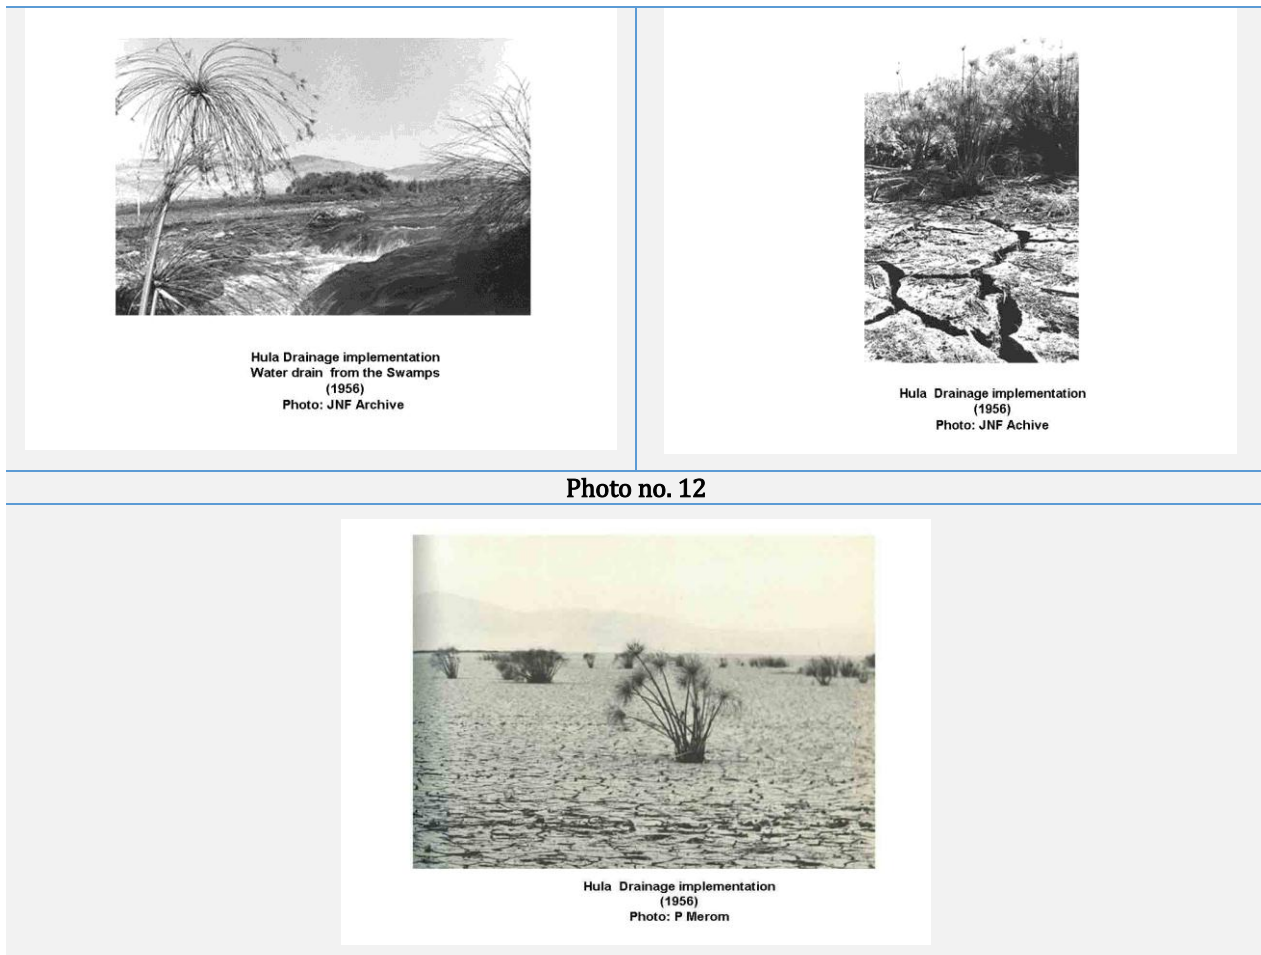 Hula Drainage implementation
Water drain from the Swamps
(1956)
Photo: JNF Archive
Hula Drainage implementation
(1956)
Photo: JNF Achive
Photo no. 12
Hula Drainage implementation
(1956)
Photo: P Merom